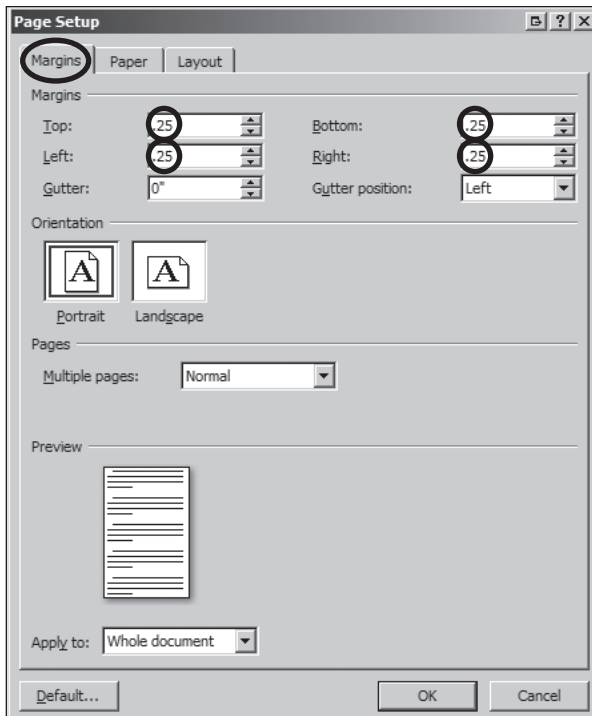 Page Setup
Margins Paper Layout
Margins
Top: .25 Bottom: .25
Left: .25 Right: .25
Gutter: 0" Gutter position: Left
Orientation
A A
Portrait Landscape
Pages
Multiple pages: Normal
Preview
Apply to: Whole document
Default... OK Cancel